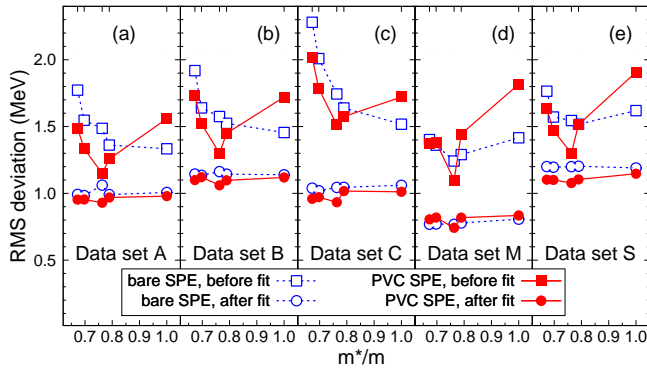 (a) (b) (c) (d) (e)
2.0
1.5
1.0
0.5
RMS deviation (MeV)
Data set A Data set B Data set C Data set M Data set S
bare SPE, before fit PVC SPE, before fit
bare SPE, after fit PVC SPE, after fit
0.7 0.8 0.9 1.0 0.7 0.8 0.9 1.0 0.7 0.8 0.9 1.0 0.7 0.8 0.9 1.0 0.7 0.8 0.9 1.0
m*/m